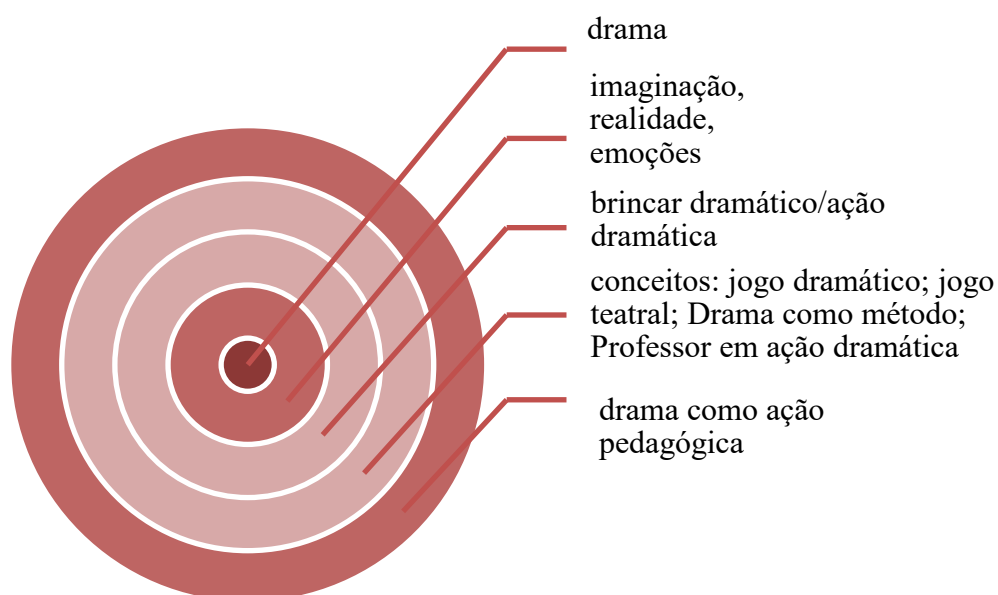 drama
imaginação,
realidade,
emoções
brincar dramático/ação
dramática
conceitos: jogo dramático; jogo
teatral; Drama como método;
Professor em ação dramática
drama como ação
pedagógica